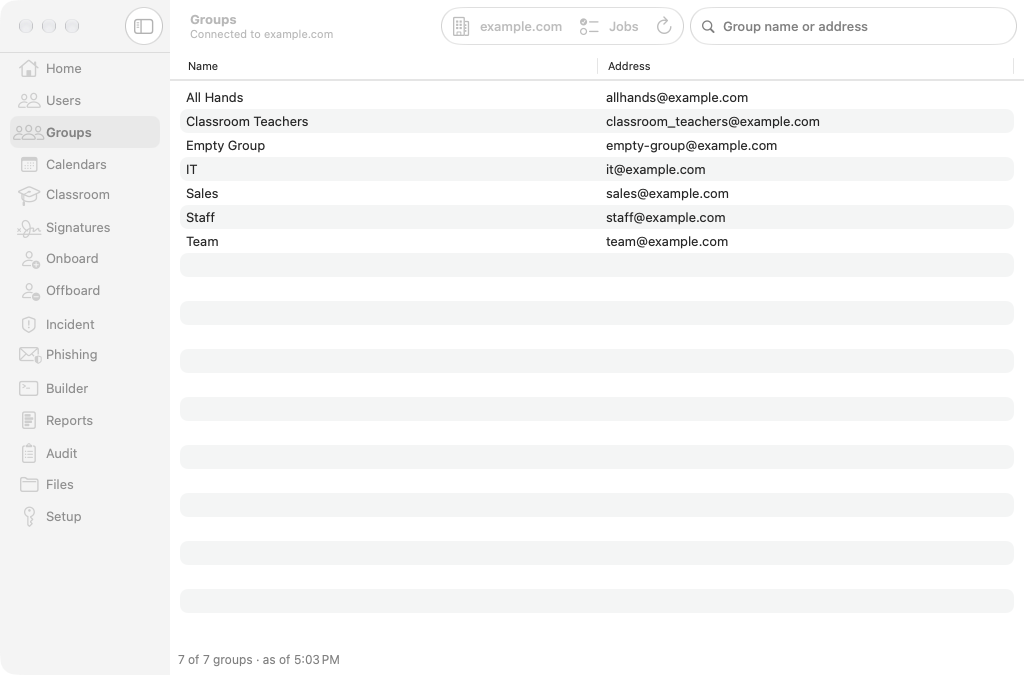 Groups
Connected to example.com
example.com
Jobs
Group name or address
Home
Users
Groups
Calendars
Classroom
Signatures
Onboard
Offboard
Incident
Phishing
Builder
Reports
Audit
Files
Setup
Name Address
All Hands allhands@example.com
Classroom Teachers classroom_teachers@example.com
Empty Group empty-group@example.com
IT it@example.com
Sales sales@example.com
Staff staff@example.com
Team team@example.com
7 of 7 groups · as of 5:03 PM